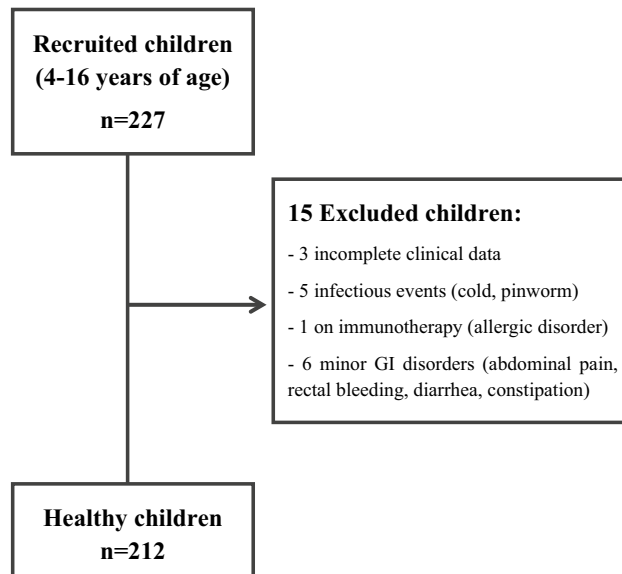 Recruited children
(4-16 years of age)
n=227
15 Excluded children:
- 3 incomplete clinical data
- 5 infectious events (cold, pinworm)
- 1 on immunotherapy (allergic disorder)
- 6 minor GI disorders (abdominal pain,
rectal bleeding, diarrhea, constipation)
Healthy children
n=212